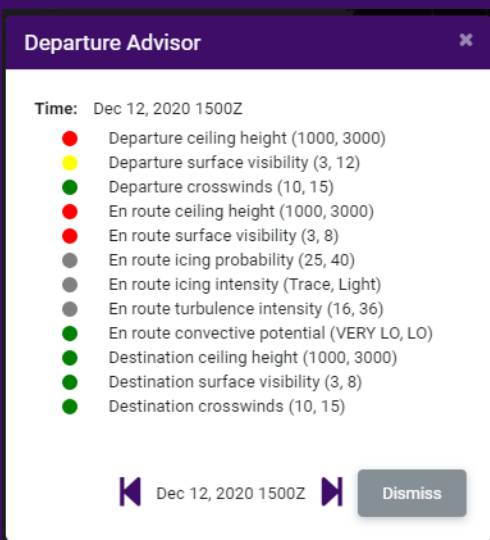 Departure Advisor ×
Time: Dec 12, 2020 1500Z
Departure ceiling height (1000, 3000)
Departure surface visibility (3, 12)
Departure crosswinds (10, 15)
En route ceiling height (1000, 3000)
En route surface visibility (3, 8)
En route icing probability (25, 40)
En route icing intensity (Trace, Light)
En route turbulence intensity (16, 36)
En route convective potential (VERY LO, LO)
Destination ceiling height (1000, 3000)
Destination surface visibility (3, 8)
Destination crosswinds (10, 15)
Dec 12, 2020 1500Z Dismiss